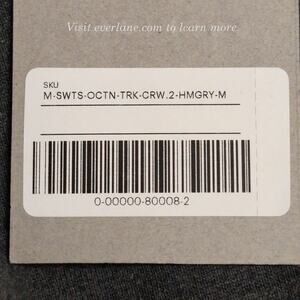 Visit everlane.com to learn more.
SKU
M-SWTS-OCTN-TRK-CRW.2-HMGRY-M
0-00000-80008-2